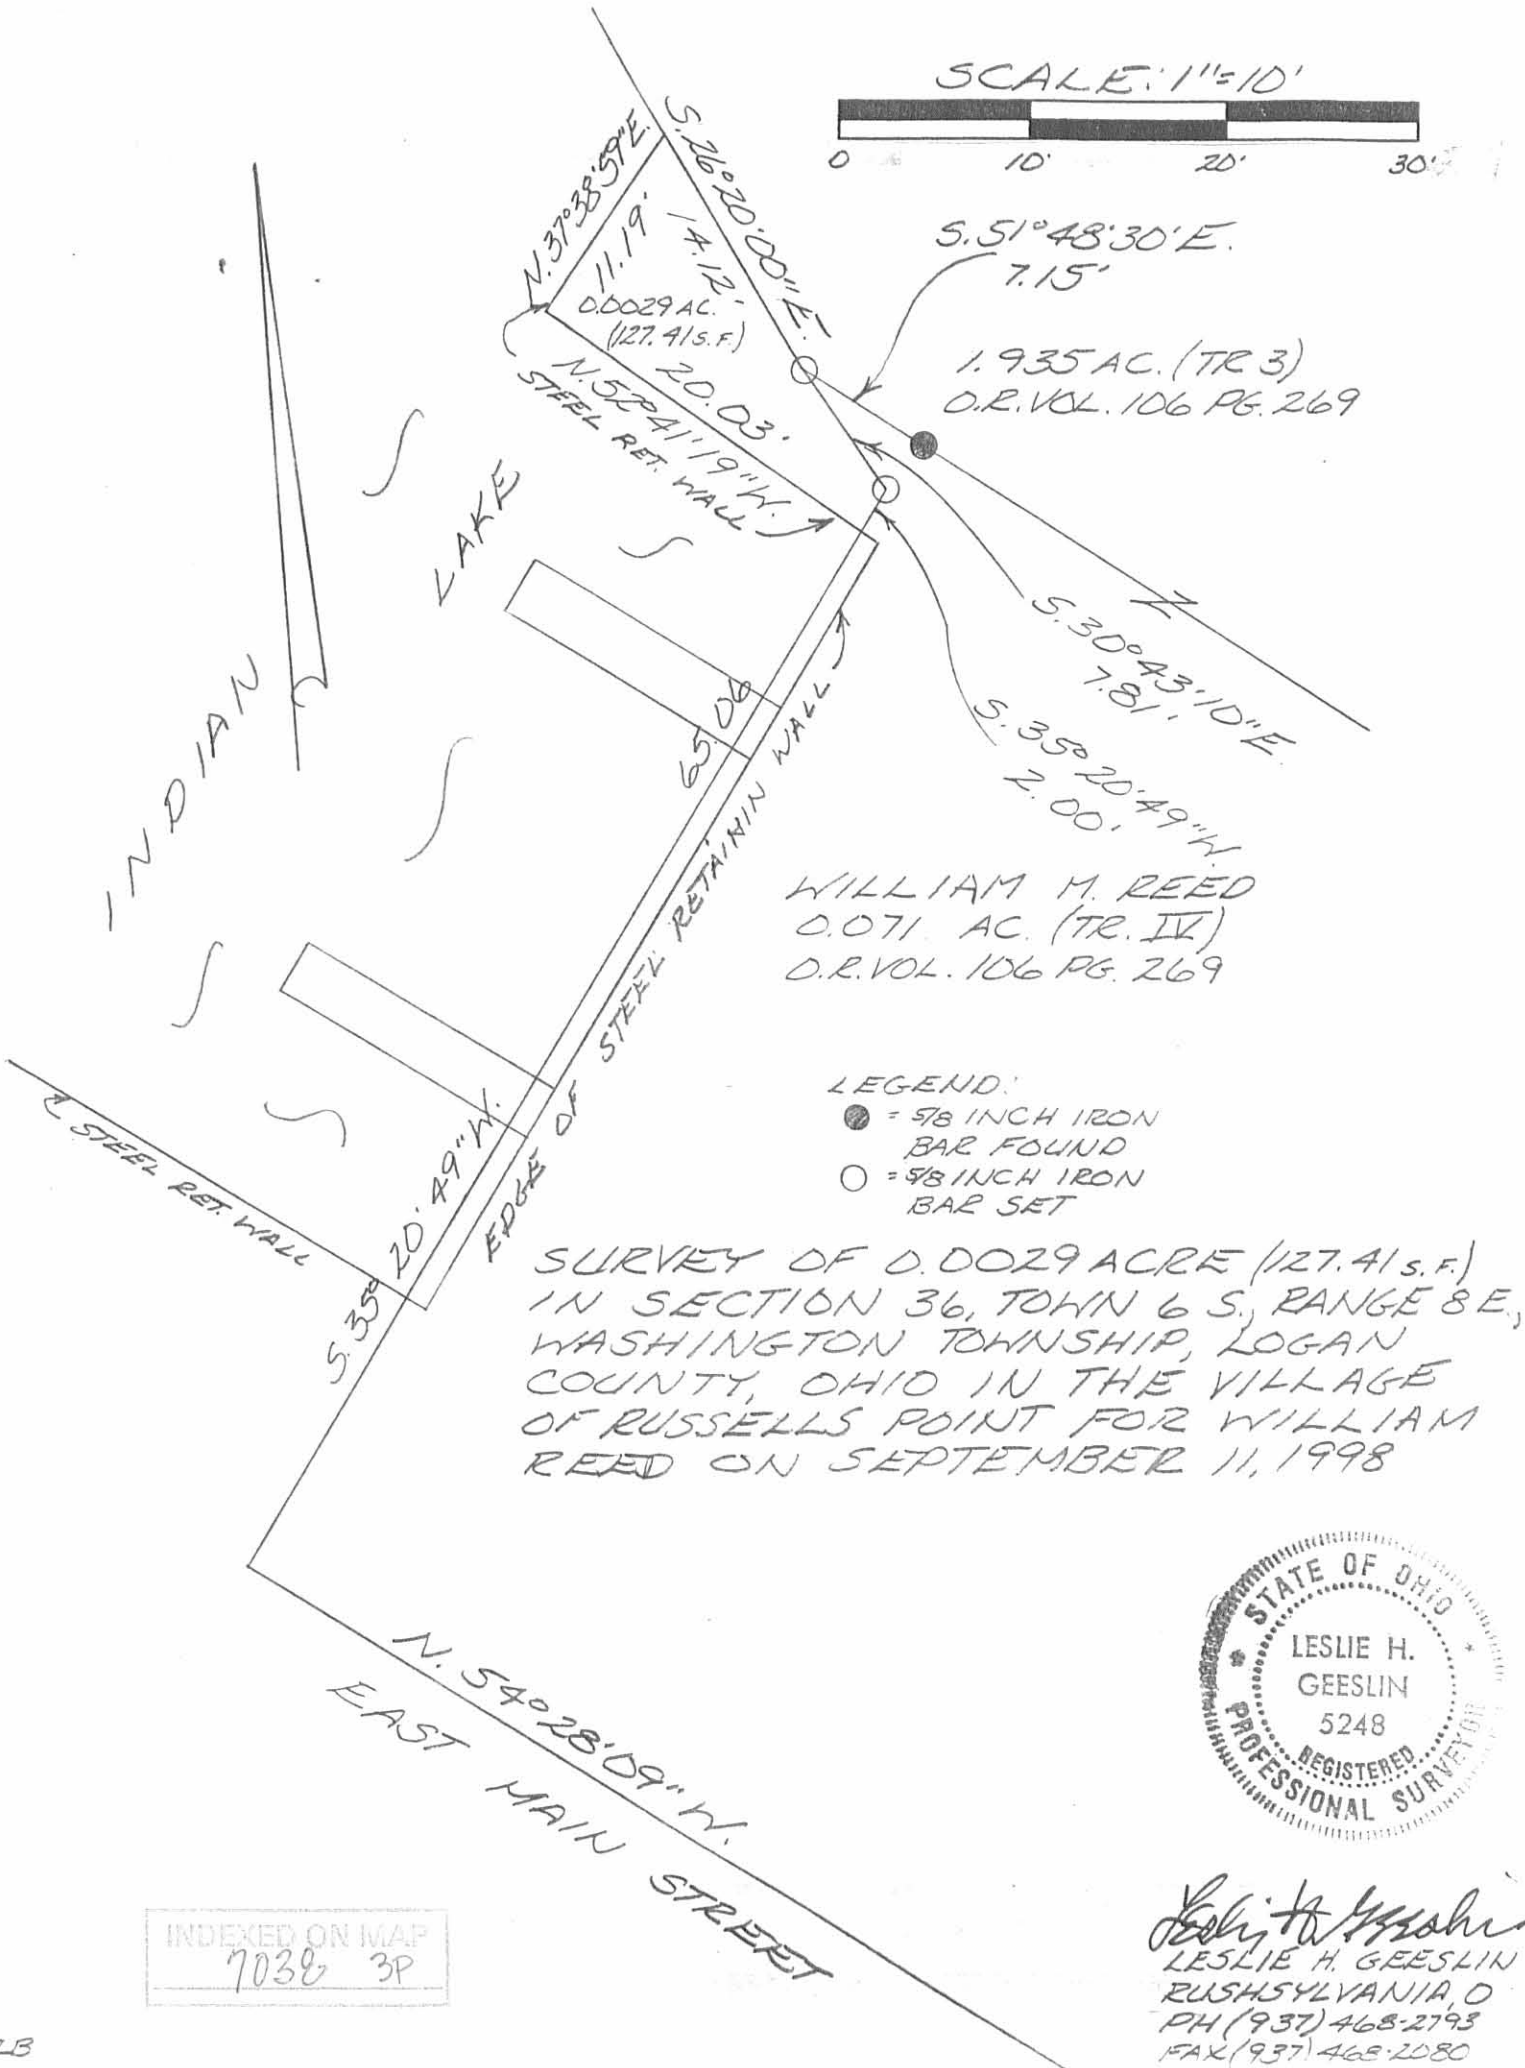 SCALE: 1"=10'
0 10' 20' 30'
S.26°20'00"E.
14.12'
N.37°38'59"E.
11.19'
0.0029 AC.
(127.41 S.F.)
20.03'
N.52°41'19"W.
STEEL RET. WALL
S.51°48'30'E.
7.15'
1.935 AC. (TR 3)
O.R. VOL. 106 PG. 269
S.30°43'10"E.
7.81'
S.35°20'49"W.
2.00'
INDIAN LAKE
65.06
S.35° 20' 49"W.
EDGE OF STEEL RETAININ WALL
STEEL RET. WALL
WILLIAM M. REED
0.071 AC. (TR. IV)
O.R. VOL. 106 PG. 269
LEGEND:
= 5/8 INCH IRON
BAR FOUND
= 5/8 INCH IRON
BAR SET
SURVEY OF 0.0029 ACRE (127.41 S.F.)
IN SECTION 36, TOWN 6 S., RANGE 8 E.,
WASHINGTON TOWNSHIP, LOGAN
COUNTY, OHIO IN THE VILLAGE
OF RUSSELLS POINT FOR WILLIAM
REED ON SEPTEMBER 11, 1998
N. 54°28'09"W.
EAST MAIN STREET
STATE OF OHIO
LESLIE H.
GEESLIN
5248
REGISTERED
PROFESSIONAL SURVEYOR
LESLIE H. GEESLIN
RUSHSYLVANIA, O
PH (937) 468-2793
FAX (937) 468-2080
INDEXED ON MAP
7038 3P